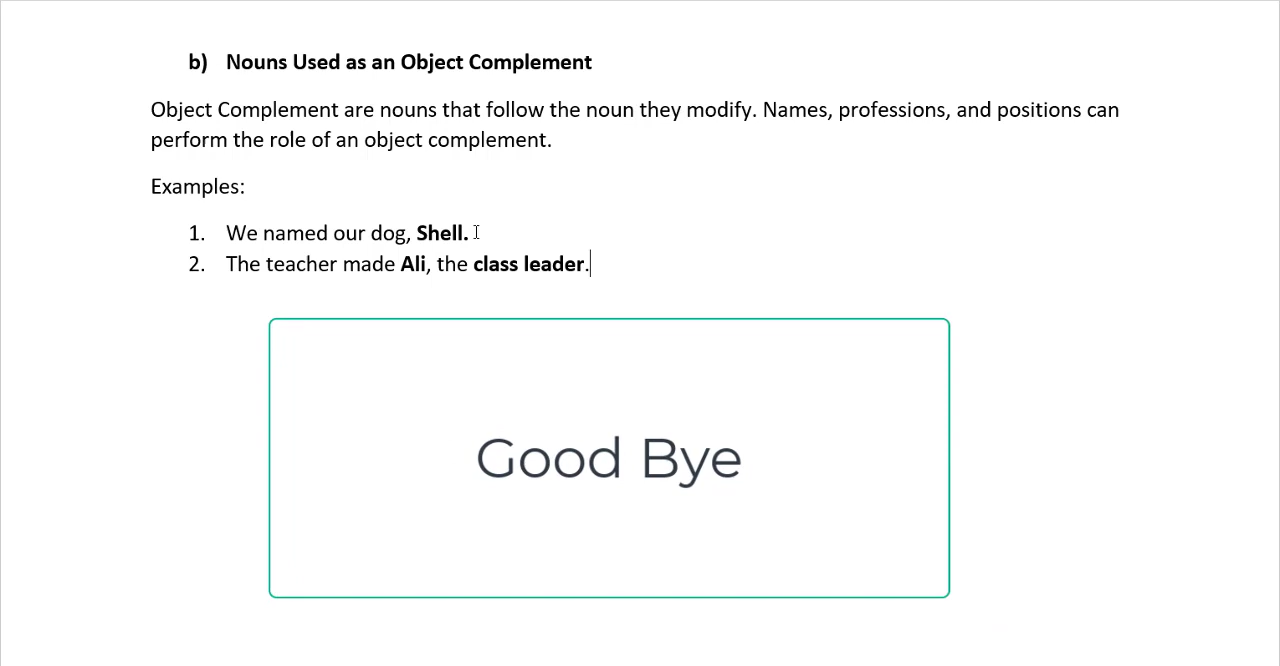 b) Nouns Used as an Object Complement
Object Complement are nouns that follow the noun they modify. Names, professions, and positions can
perform the role of an object complement.
Examples:
1. We named our dog, Shell.
2. The teacher made Ali, the class leader.
Good Bye